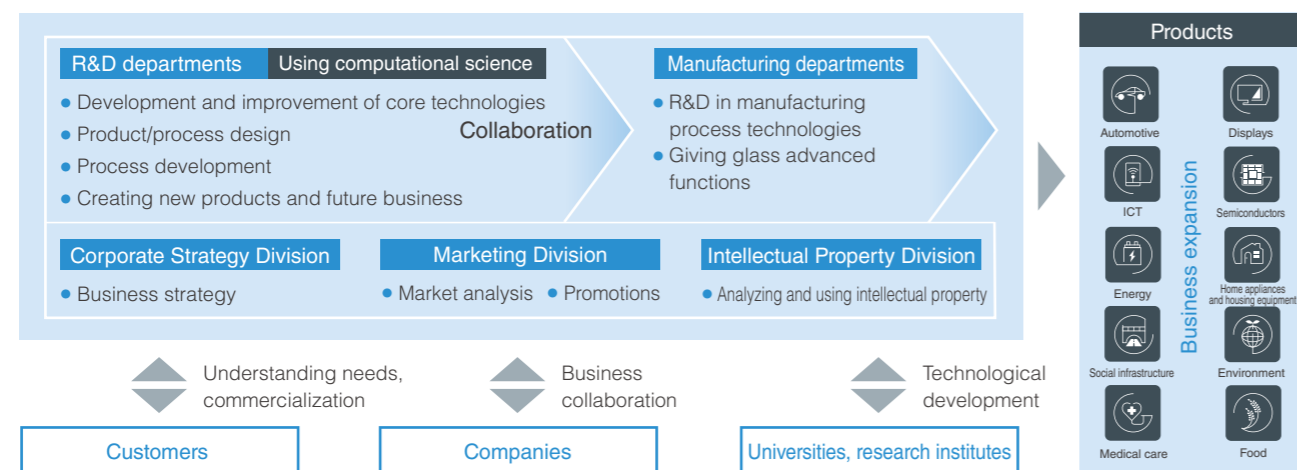 R&D departments
Using computational science
● Development and improvement of core technologies
● Product/process design
● Process development
● Creating new products and future business
Collaboration
Manufacturing departments
● R&D in manufacturing
process technologies
● Giving glass advanced
functions
Corporate Strategy Division
● Business strategy
Marketing Division
● Market analysis ● Promotions
Intellectual Property Division
● Analyzing and using intellectual property
Understanding needs,
commercialization
Business
collaboration
Technological
development
Customers
Companies
Universities, research institutes
Products
Automotive
Displays
ICT
Semiconductors
Energy
Home appliances
and housing equipment
Social infrastructure
Environment
Medical care
Food
Business expansion